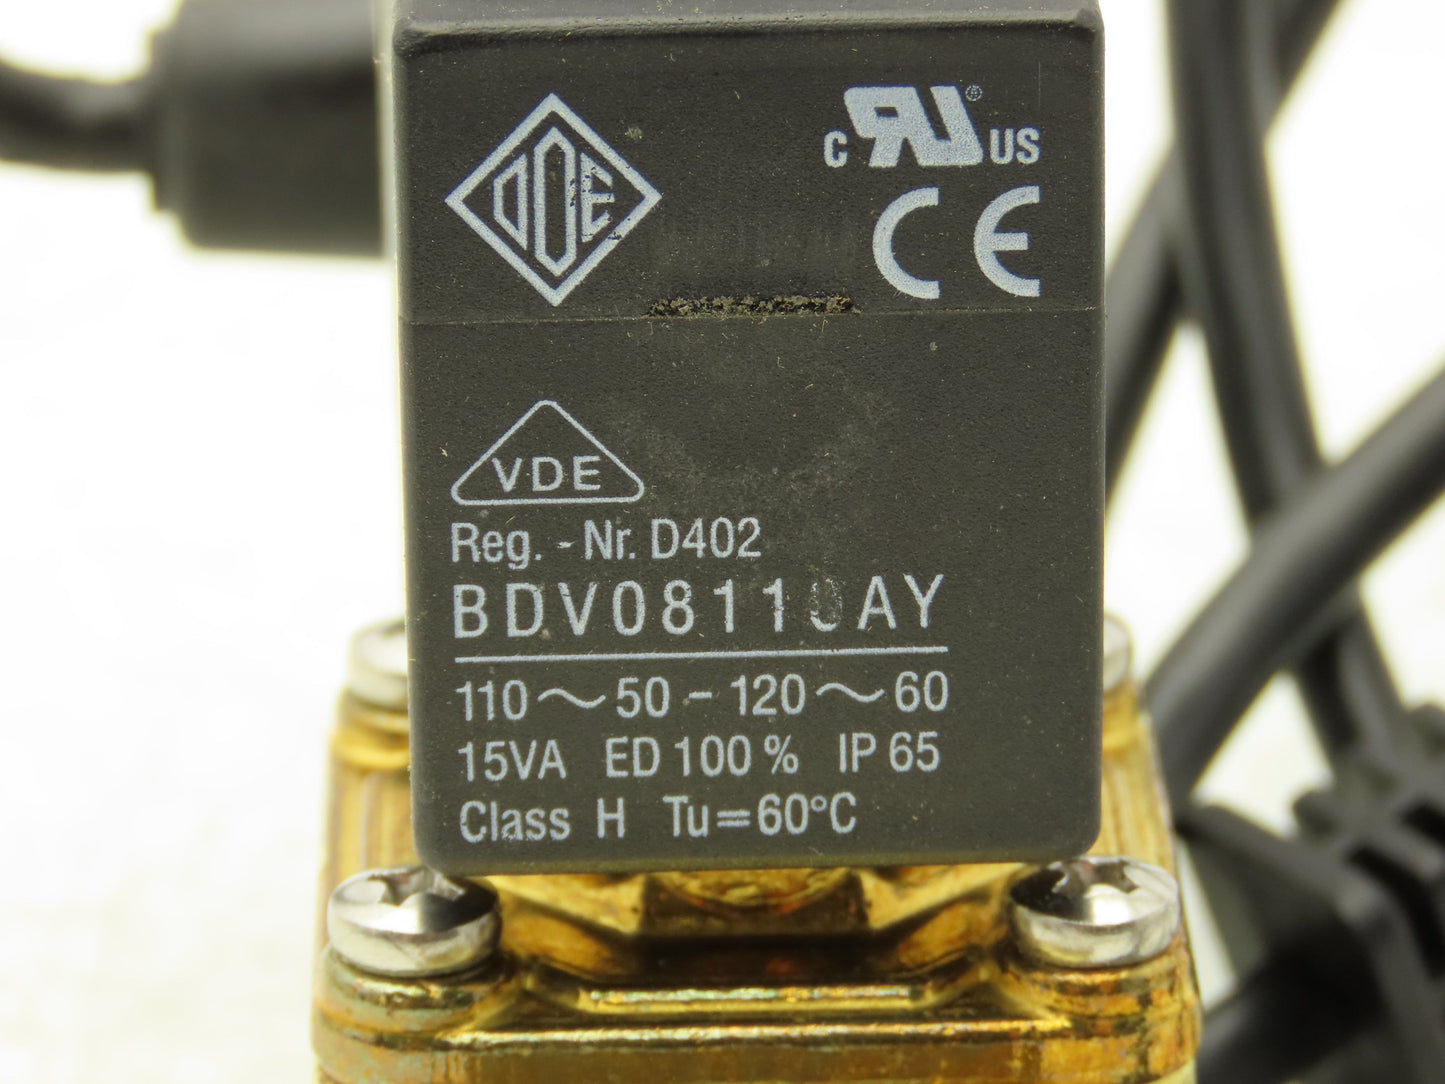 ODE
c RU ® US
CE
VDE
Reg. - Nr. D402
BDV08110AY
110～50 - 120～60
15VA ED 100 % IP 65
Class H Tu=60°C